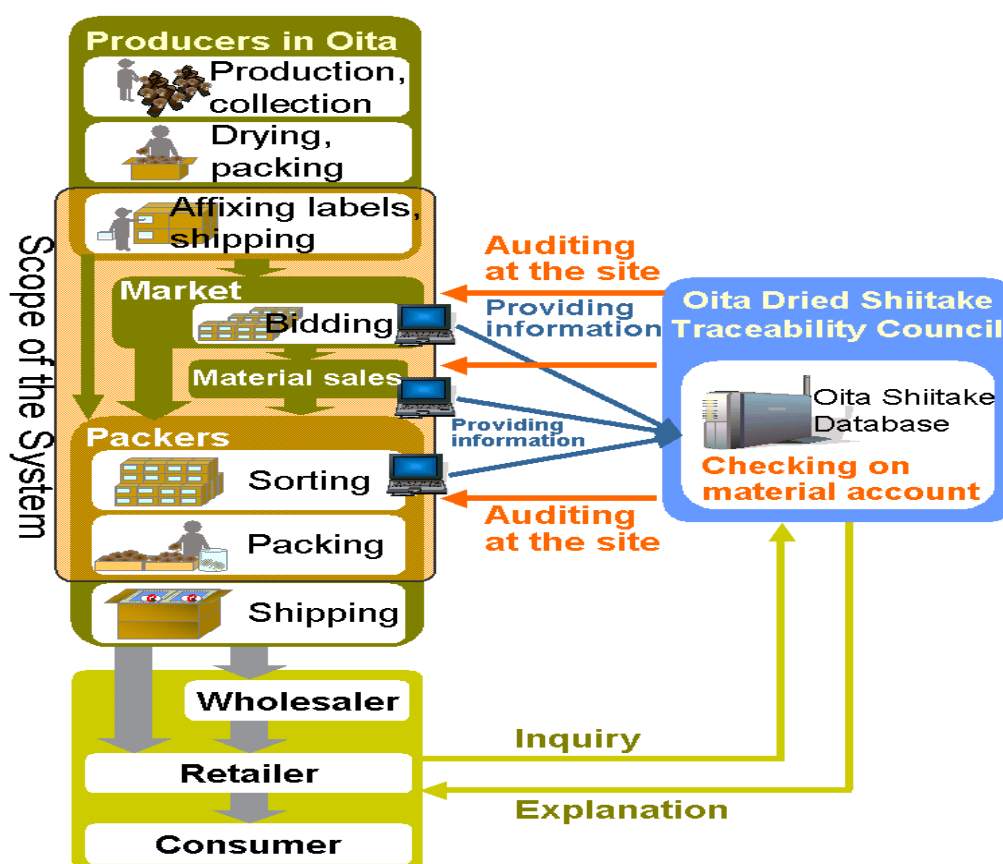 Producers in Oita
Production,
collection
Drying,
packing
Affixing labels,
shipping
Scope of the System
Market
Bidding
Material sales
Packers
Sorting
Packing
Shipping
Wholesaler
Retailer
Consumer
Auditing
at the site
Providing
information
Providing
information
Auditing
at the site
Oita Dried Shiitake
Traceability Council
Oita Shiitake
Database
Checking on
material account
Inquiry
Explanation